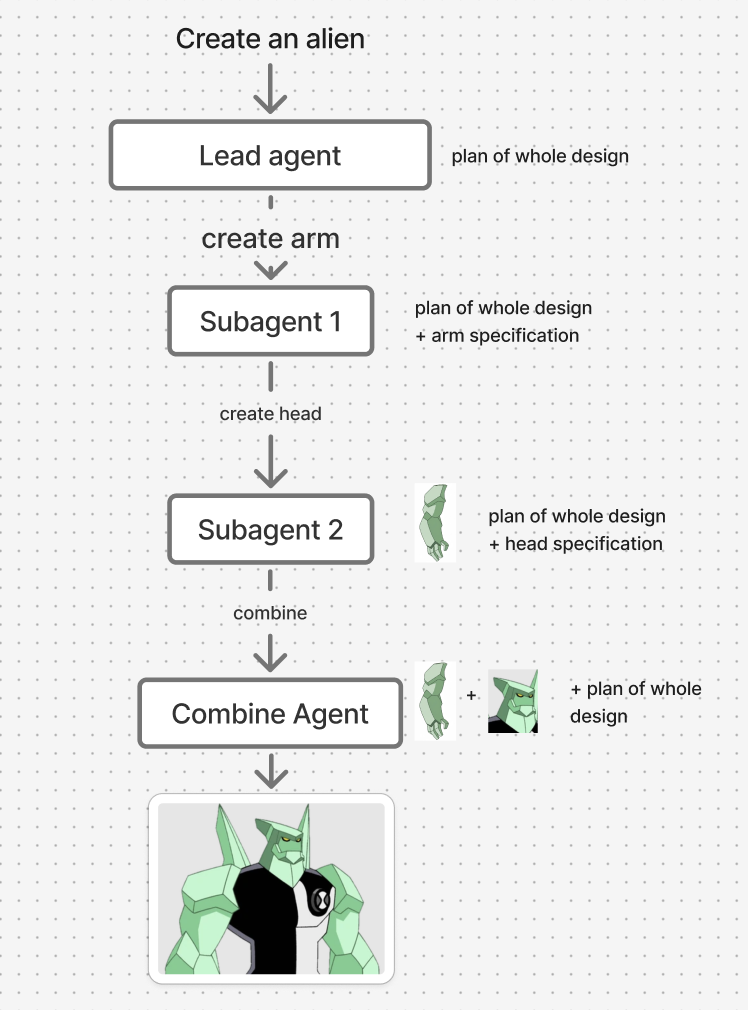 Create an alien
Lead agent
plan of whole design
create arm
Subagent 1
plan of whole design
+ arm specification
create head
Subagent 2
plan of whole design
+ head specification
combine
Combine Agent
+
+ plan of whole
design